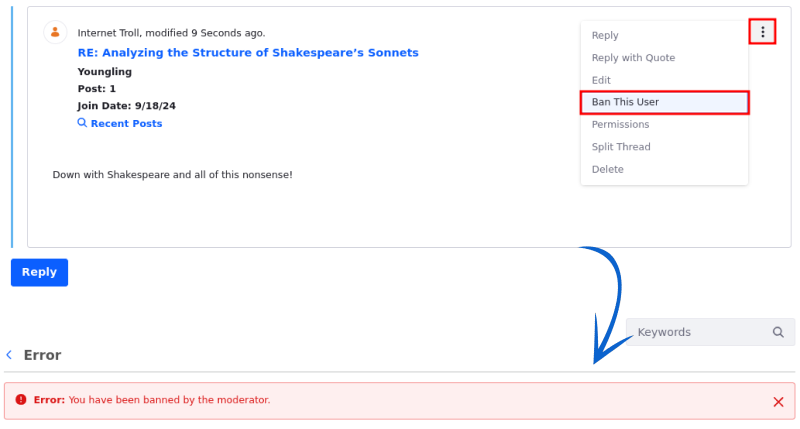 Internet Troll, modified 9 Seconds ago.
RE: Analyzing the Structure of Shakespeare’s Sonnets
Youngling
Post: 1
Join Date: 9/18/24
Recent Posts
Down with Shakespeare and all of this nonsense!
Reply
Reply with Quote
Edit
Ban This User
Permissions
Split Thread
Delete
Reply
Keywords
Error
Error: You have been banned by the moderator.